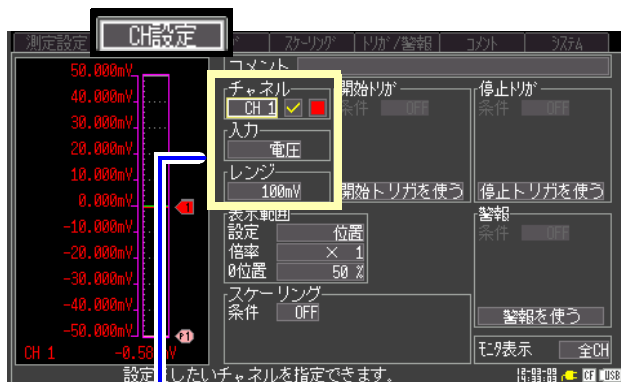 測定設定 CH設定 スケーリング トリガ/警報 コメント システム
コメント
50.000mV
40.000mV
30.000mV
20.000mV
10.000mV
0.000mV
-10.000mV
-20.000mV
-30.000mV
-40.000mV
-50.000mV
CH 1
1
P1
チャネル
CH 1
入力
電圧
レンジ
100mV
開始トリガ
条件 OFF
開始トリガを使う
停止トリガ
条件 OFF
停止トリガを使う
表示範囲
設定 位置
倍率 × 1
0位置 50 %
スケーリング
条件 OFF
警報
条件 OFF
警報を使う
モニタ表示 全CH
したいチャネルを指定できます。
CF USB